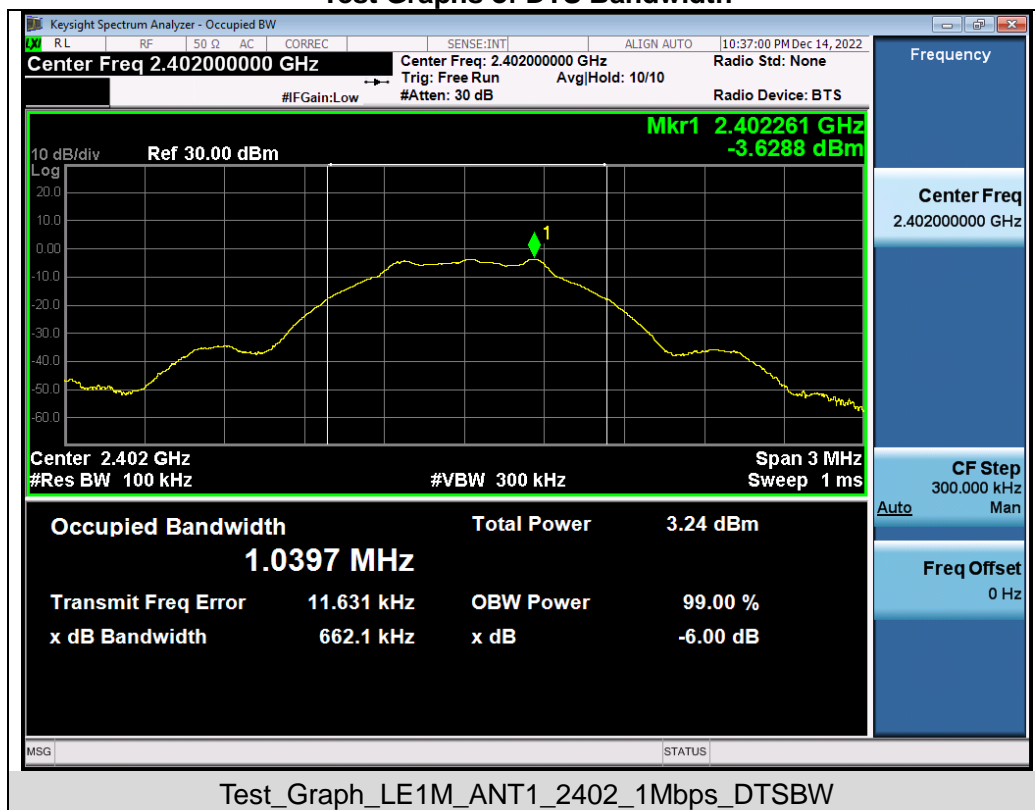 Test Graphs of DTS Bandwidth
Keysight Spectrum Analyzer - Occupied BW
LXI RL RF 50 Ω AC CORREC SENSE:INT ALIGN AUTO 10:37:00 PM Dec 14, 2022
Center Freq 2.402000000 GHz Center Freq: 2.402000000 GHz Radio Std: None
Trig: Free Run Avg|Hold: 10/10
#IFGain:Low #Atten: 30 dB Radio Device: BTS
Mkr1 2.402261 GHz
-3.6288 dBm
10 dB/div Ref 30.00 dBm
Log
20.0
10.0
0.00
-10.0
-20.0
-30.0
-40.0
-50.0
-60.0
1
Center 2.402 GHz Span 3 MHz
#Res BW 100 kHz #VBW 300 kHz Sweep 1 ms
Occupied Bandwidth Total Power 3.24 dBm
1.0397 MHz
Transmit Freq Error 11.631 kHz OBW Power 99.00 %
x dB Bandwidth 662.1 kHz x dB -6.00 dB
Frequency
Center Freq
2.402000000 GHz
CF Step
300.000 kHz
Auto Man
Freq Offset
0 Hz
MSG STATUS
Test_Graph_LE1M_ANT1_2402_1Mbps_DTSBW